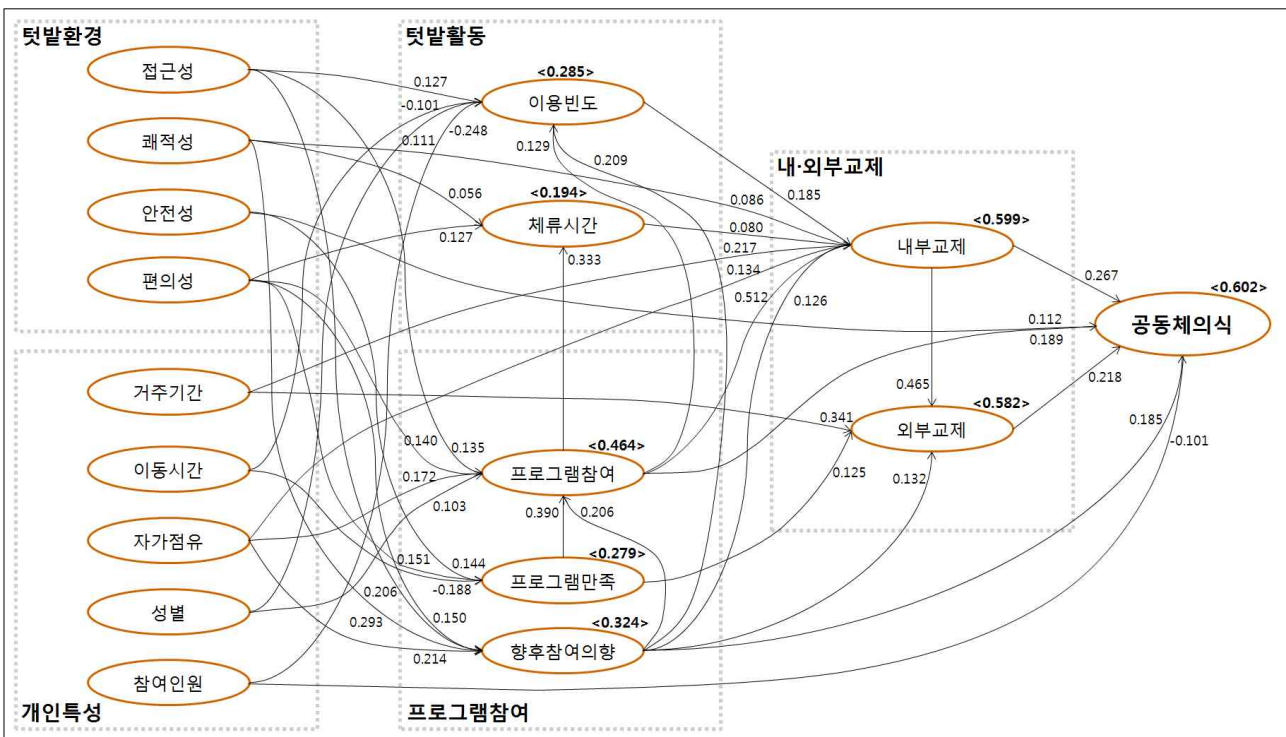 텃밭환경
접근성
쾌적성
안전성
편의성
개인특성
거주기간
이동시간
자가점유
성별
참여인원
텃밭활동
<0.285>
이용빈도
<0.194>
체류시간
프로그램참여
<0.464>
프로그램참여
<0.279>
프로그램만족
<0.324>
향후참여의향
내·외부교제
<0.599>
내부교제
<0.582>
외부교제
<0.602>
공동체의식
0.127
-0.101
0.111
-0.248
0.129
0.209
0.056
0.127
0.333
0.086
0.185
0.080
0.217
0.134
0.512
0.126
0.267
0.112
0.189
0.465
0.218
0.341
0.125
0.132
0.185
-0.101
0.140
0.135
0.172
0.103
0.390
0.206
0.151
0.144
-0.188
0.206
0.150
0.293
0.214